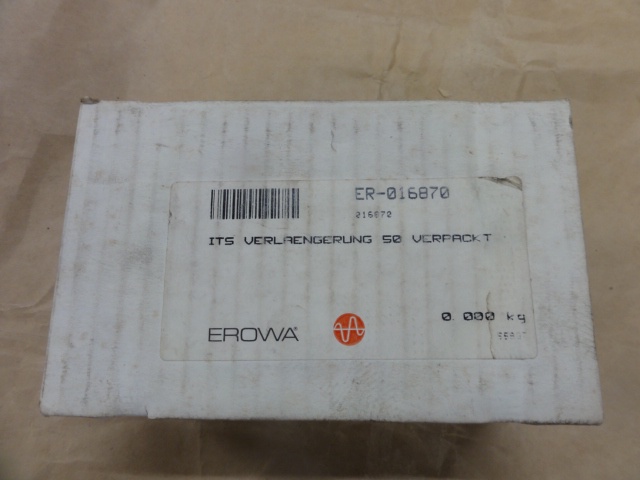 ER-016870
016870
ITS VERLAENGERUNG 50 VERPACKT
0.000 kg
EROWA®